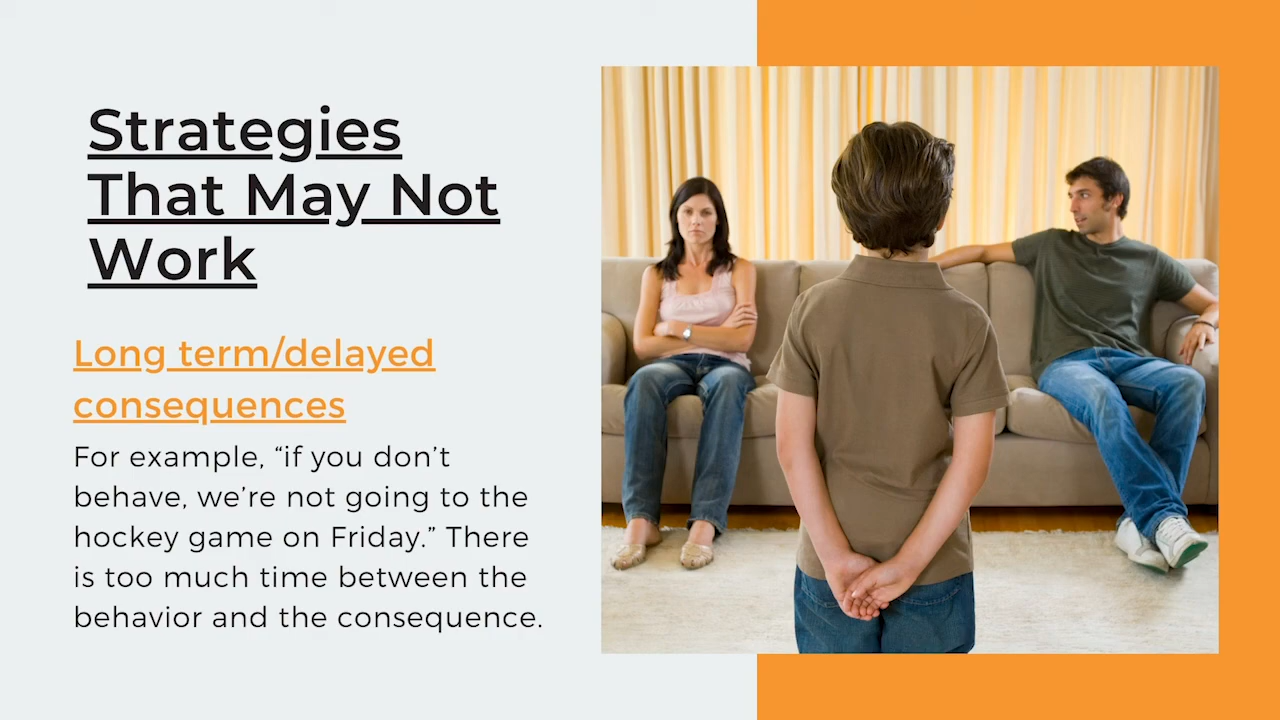 Strategies
That May Not
Work
Long term/delayed
consequences
For example, “if you don’t
behave, we’re not going to the
hockey game on Friday.” There
is too much time between the
behavior and the consequence.